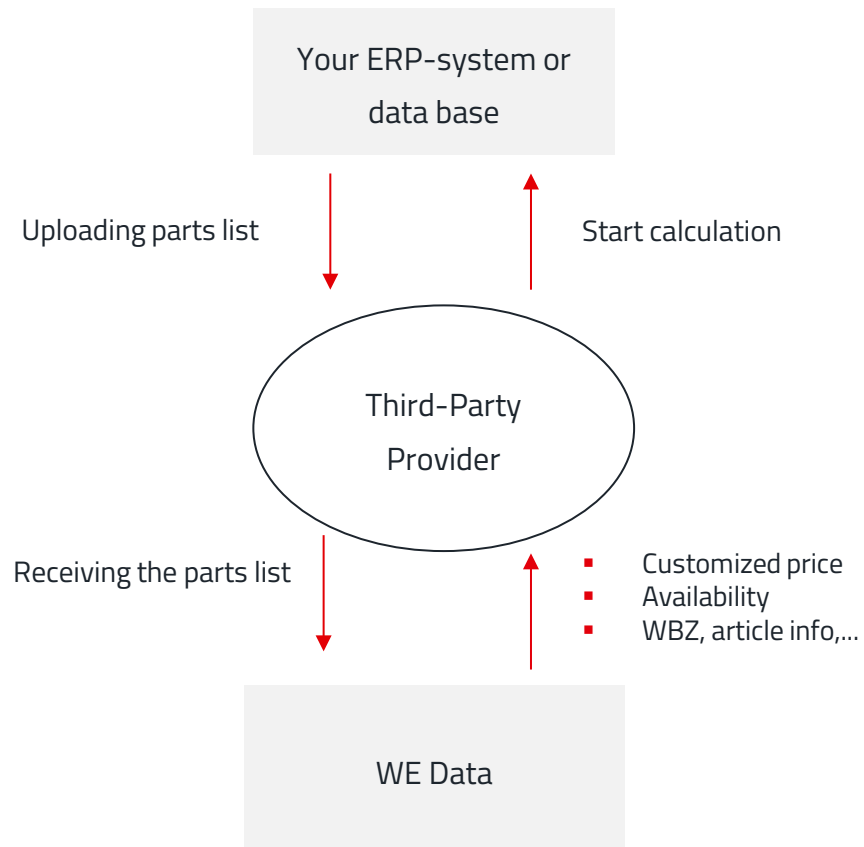 Your ERP-system or
data base
Uploading parts list
Start calculation
Third-Party
Provider
Receiving the parts list
Customized price
Availability
WBZ, article info,...
WE Data